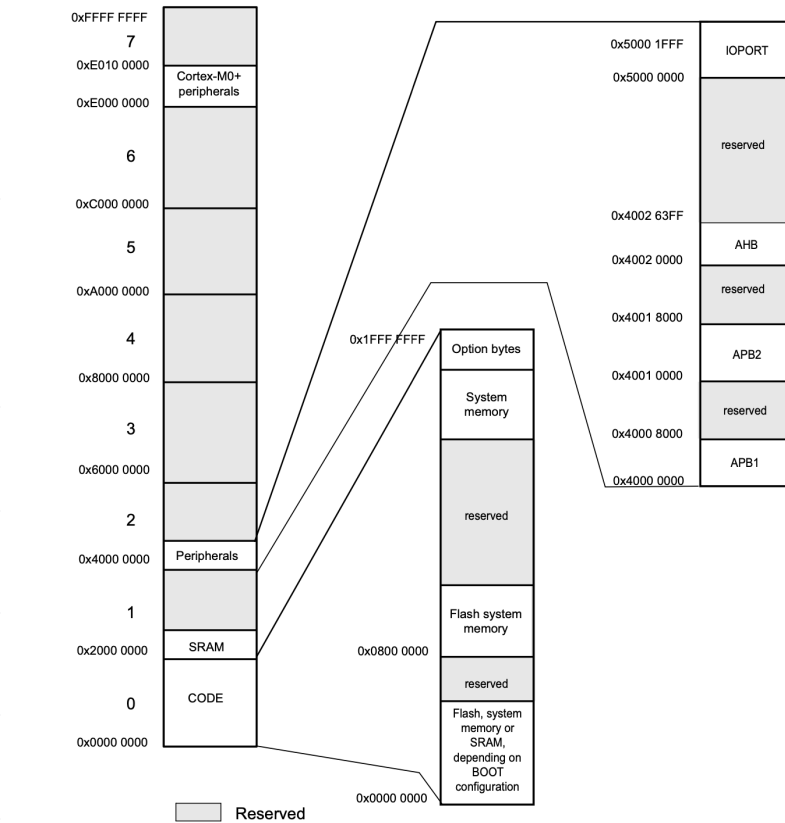 0xFFFF FFFF
7
0xE010 0000
Cortex-M0+
peripherals
0xE000 0000
6
0xC000 0000
5
0xA000 0000
4
0x8000 0000
3
0x6000 0000
2
Peripherals
0x4000 0000
1
SRAM
0x2000 0000
CODE
0
0x0000 0000
0x1FFF FFFF
Option bytes
System
memory
reserved
Flash system
memory
0x0800 0000
reserved
Flash, system
memory or
SRAM,
depending on
BOOT
configuration
0x0000 0000
0x5000 1FFF
IOPORT
0x5000 0000
reserved
0x4002 63FF
AHB
0x4002 0000
reserved
0x4001 8000
APB2
0x4001 0000
reserved
0x4000 8000
APB1
0x4000 0000
Reserved